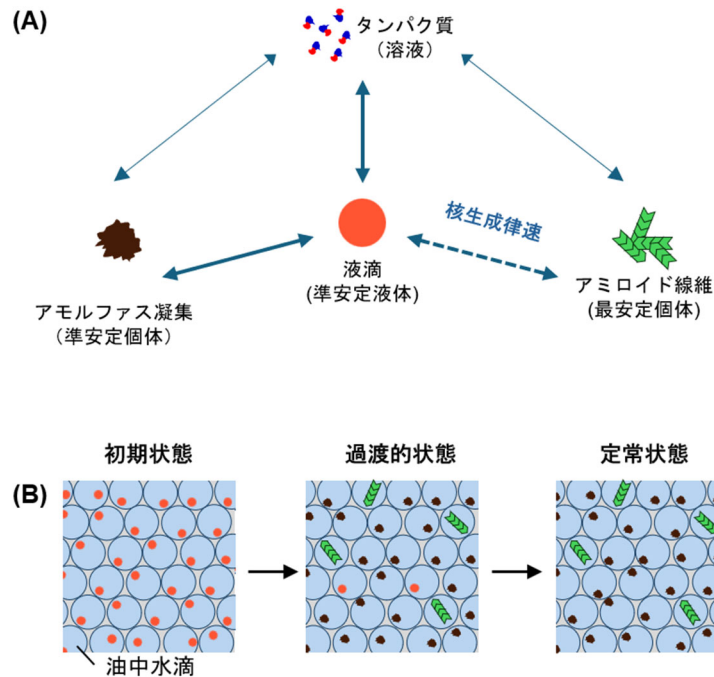 (A)
タンパク質
（溶液）
核生成律速
アモルファス凝集
（準安定個体）
液滴
(準安定液体)
アミロイド線維
(最安定個体)
初期状態
過渡的状態
定常状態
(B)
油中水滴